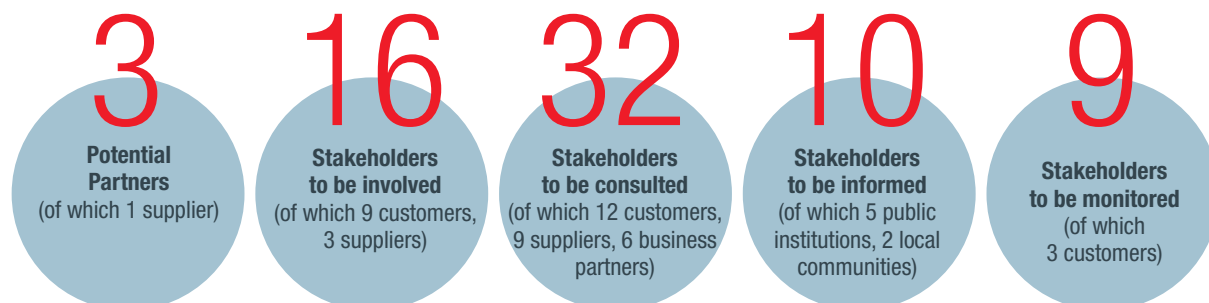 3
Potential
Partners
(of which 1 supplier)
16
Stakeholders
to be involved
(of which 9 customers,
3 suppliers)
32
Stakeholders
to be consulted
(of which 12 customers,
9 suppliers, 6 business
partners)
10
Stakeholders
to be informed
(of which 5 public
institutions, 2 local
communities)
9
Stakeholders
to be monitored
(of which
3 customers)